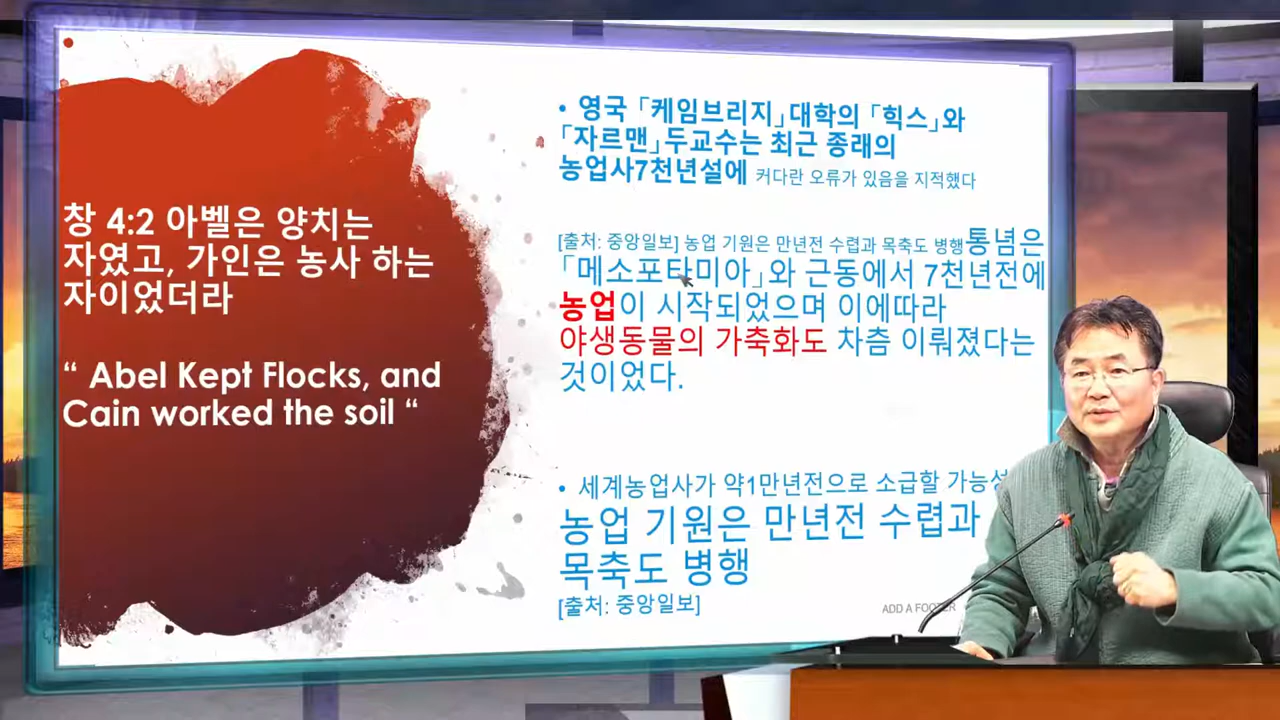 창 4:2 아벨은 양치는
자였고, 가인은 농사 하는
자이었더라
“ Abel Kept Flocks, and
Cain worked the soil “
• 영국 「케임브리지」대학의 「힉스」와
「자르맨」두교수는 최근 종래의
농업사7천년설에 커다란 오류가 있음을 지적했다
[출처: 중앙일보] 농업 기원은 만년전 수렵과 목축도 병행통념은
「메소포타미아」와 근동에서 7천년전에
농업이 시작되었으며 이에따라
야생동물의 가축화도 차츰 이뤄졌다는
것이었다.
• 세계농업사가 약1만년전으로 소급할
농업 기원은 만년전 수렵과
목축도 병행
[출처: 중앙일보]
ADD A FOOTER